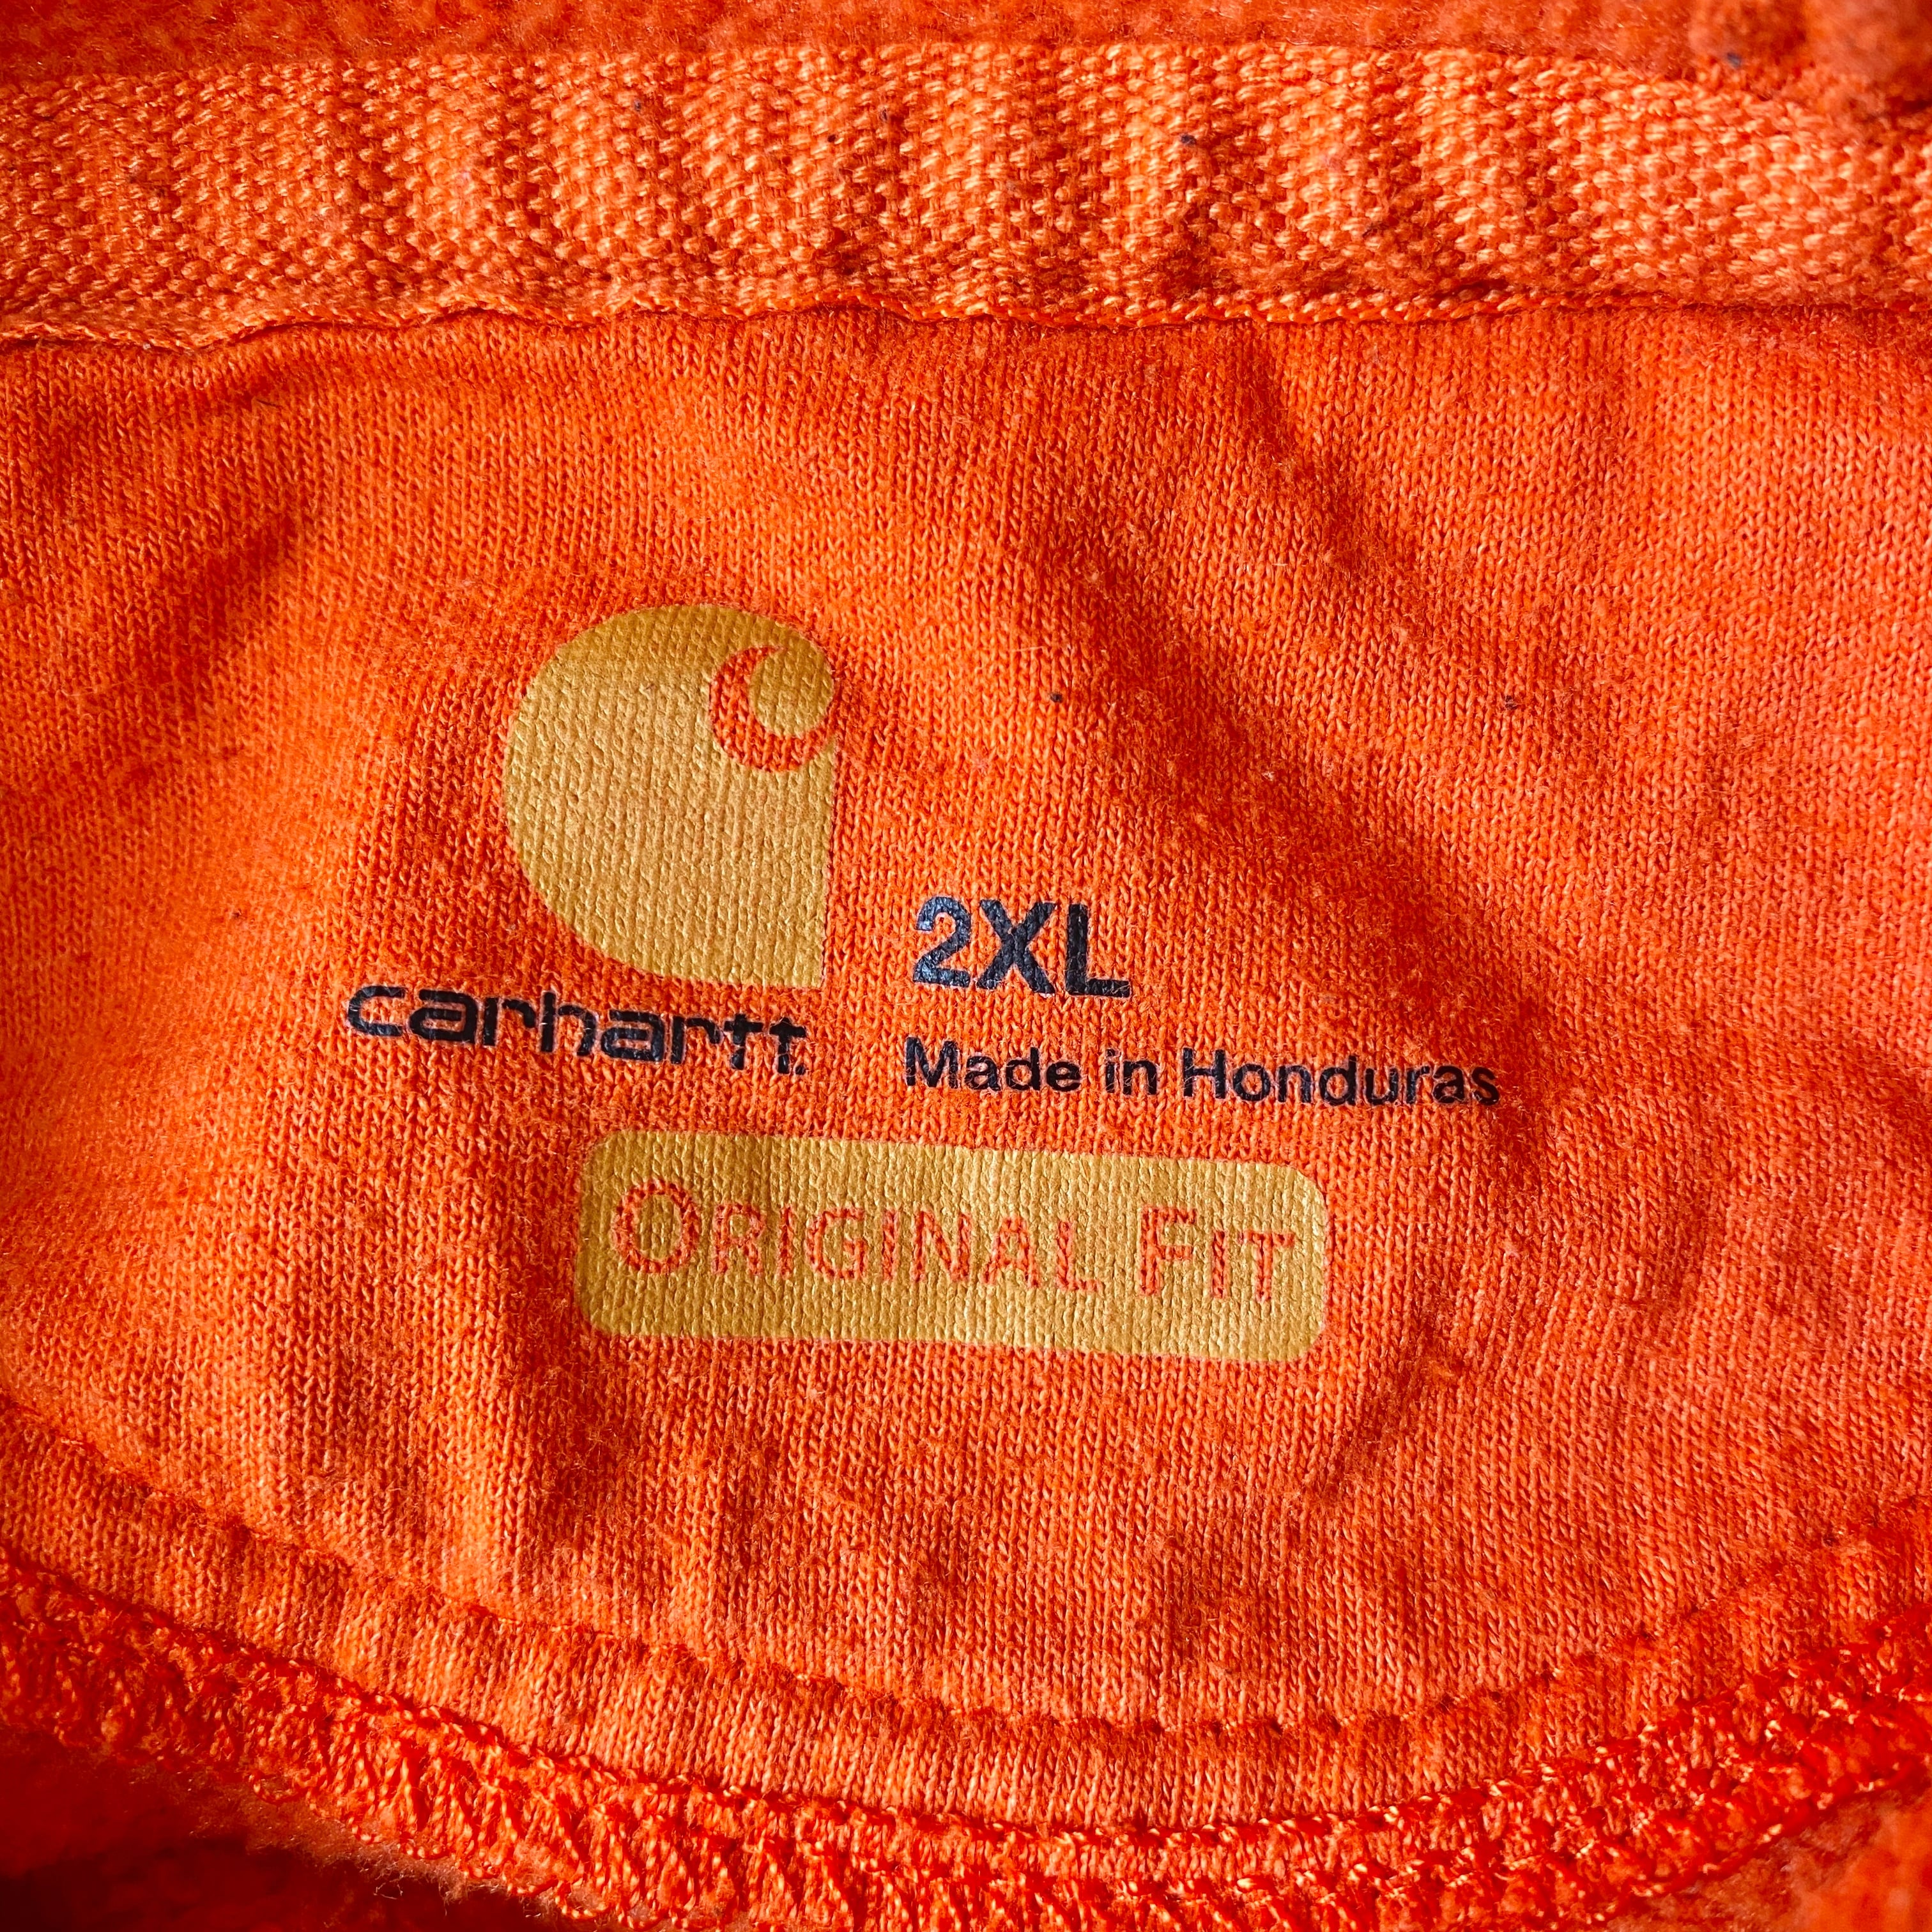 carhartt.
2XL
Made in Honduras
ORIGINAL FIT